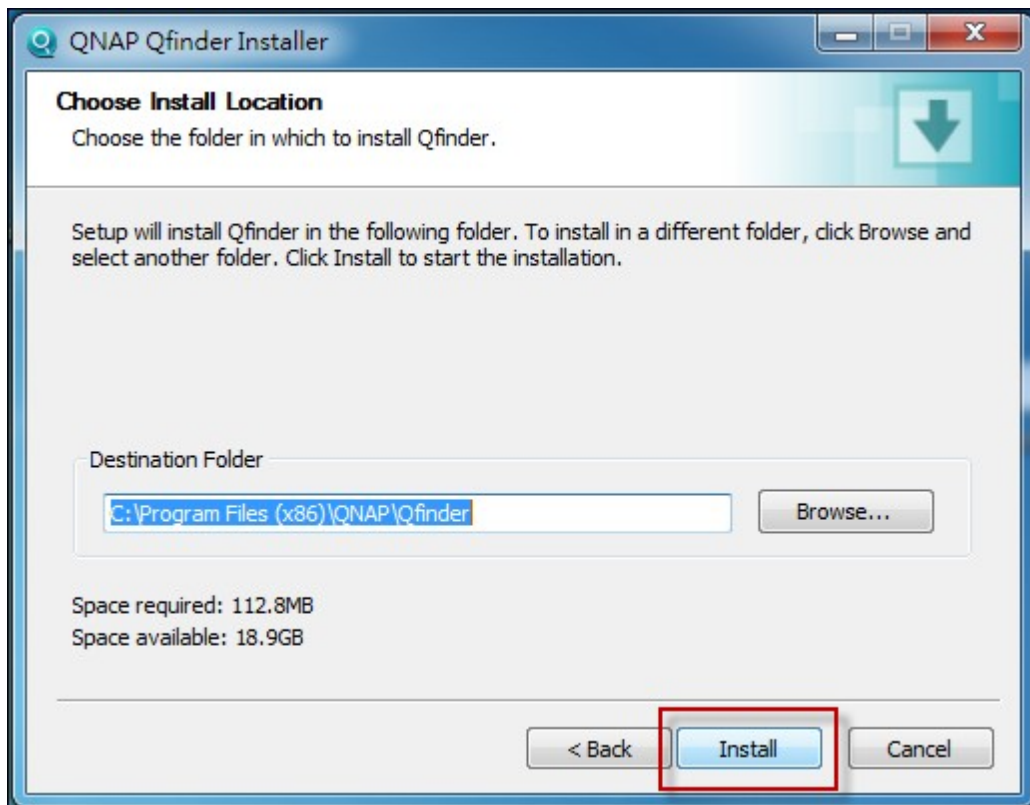 QNAP Qfinder Installer
Choose Install Location
Choose the folder in which to install Qfinder.
Setup will install Qfinder in the following folder. To install in a different folder, click Browse and
select another folder. Click Install to start the installation.
Destination Folder
C:\Program Files (x86)\QNAP\Qfinder
Browse...
Space required: 112.8MB
Space available: 18.9GB
< Back
Install
Cancel